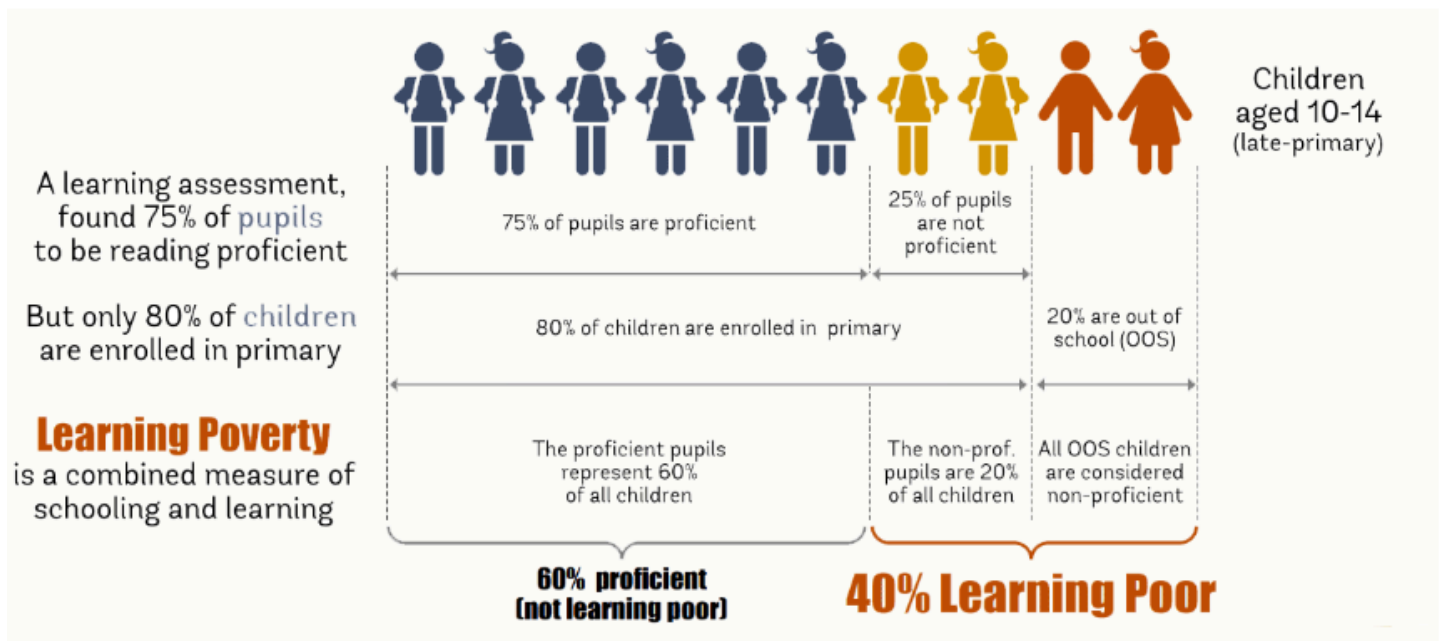 Children
aged 10-14
(late-primary)
A learning assessment,
found 75% of pupils
to be reading proficient
75% of pupils are proficient
25% of pupils
are not
proficient
But only 80% of children
are enrolled in primary
80% of children are enrolled in primary
20% are out of
school (OOS)
Learning Poverty
is a combined measure of
schooling and learning
The proficient pupils
represent 60%
of all children
The non-prof.
pupils are 20%
of all children
All OOS children
are considered
non-proficient
60% proficient
(not learning poor)
40% Learning Poor